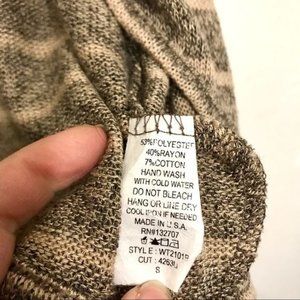 53%POLYESTER
40%RAYON
7%COTTON
HAND WASH
WITH COLD WATER
DO NOT BLEACH
HANG OR LINE DRY
COOL IRON IF NEEDED
MADE IN U.S.A.
RN#132707
STYLE: WT2101R
CUT: 4263
S